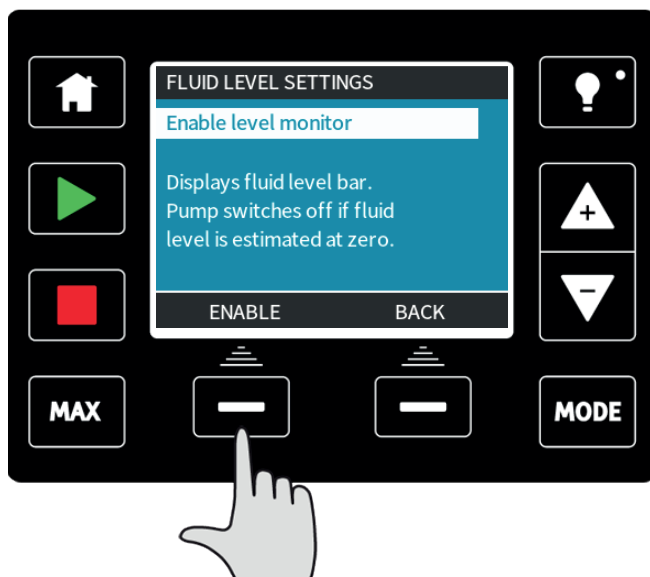 FLUID LEVEL SETTINGS
Enable level monitor
Displays fluid level bar.
Pump switches off if fluid
level is estimated at zero.
+
−
ENABLE BACK
MAX MODE